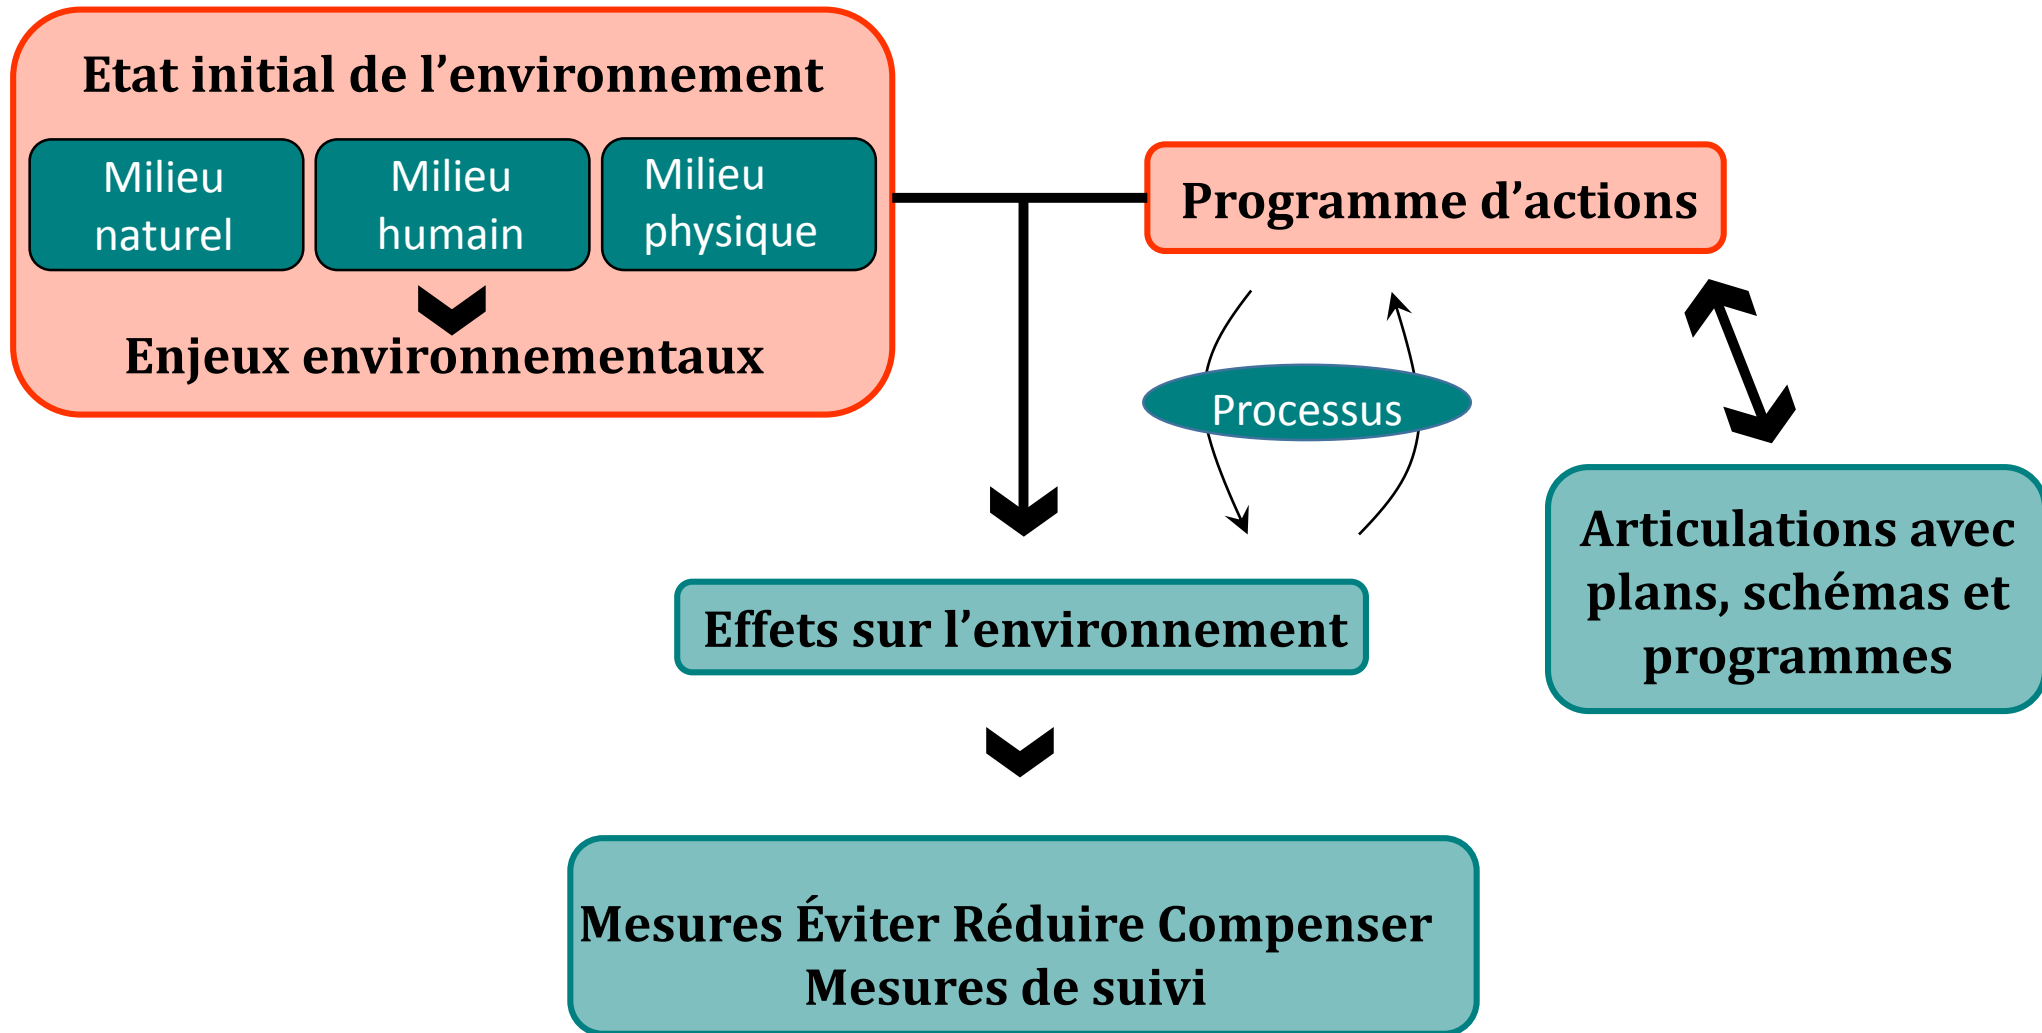 Etat initial de l’environnement
Milieu
naturel
Milieu
humain
Milieu
physique
Enjeux environnementaux
Programme d’actions
Processus
Articulations avec
plans, schémas et
programmes
Effets sur l’environnement
Mesures Éviter Réduire Compenser
Mesures de suivi